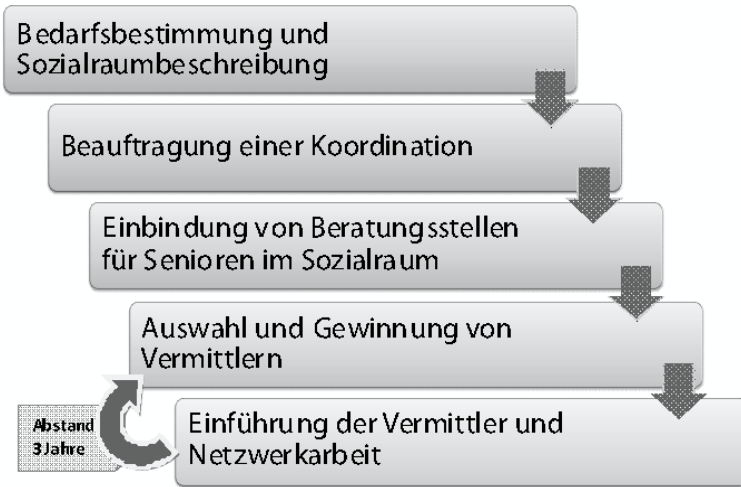 Bedarfsbestimmung und
Sozialraumbeschreibung
Beauftragung einer Koordination
Einbindung von Beratungsstellen
für Senioren im Sozialraum
Auswahl und Gewinnung von
Vermittlern
Abstand
3 Jahre
Einführung der Vermittler und
Netzwerkarbeit